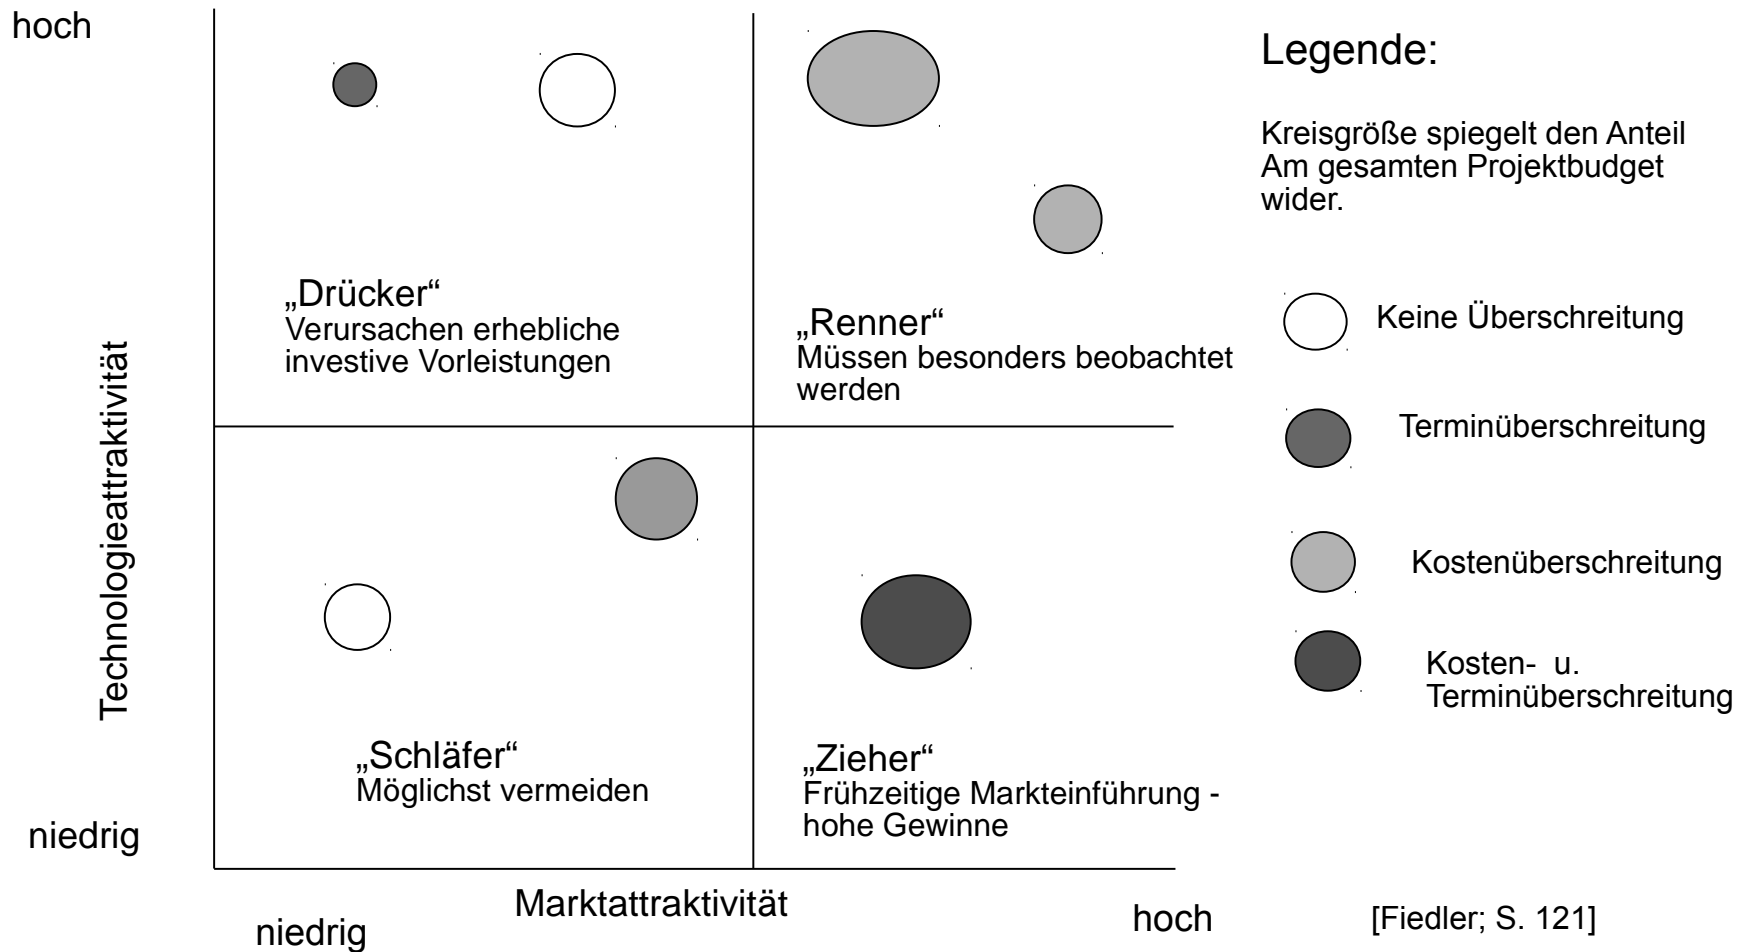 hoch
Legende:
Kreisgröße spiegelt den Anteil
Am gesamten Projektbudget
wider.
„Drücker“
Verursachen erhebliche
investive Vorleistungen
„Renner“
Müssen besonders beobachtet
werden
Keine Überschreitung
Terminüberschreitung
Kostenüberschreitung
Kosten- u.
Terminüberschreitung
Technologieattraktivität
„Schläfer“
Möglichst vermeiden
„Zieher“
Frühzeitige Markteinführung -
hohe Gewinne
niedrig
niedrig
Marktattraktivität
hoch
[Fiedler; S. 121]